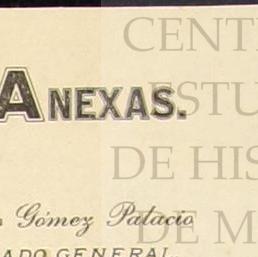 ANEXAS.
Gómez Palacio
CENT
ESTU
DE HIS
DE M